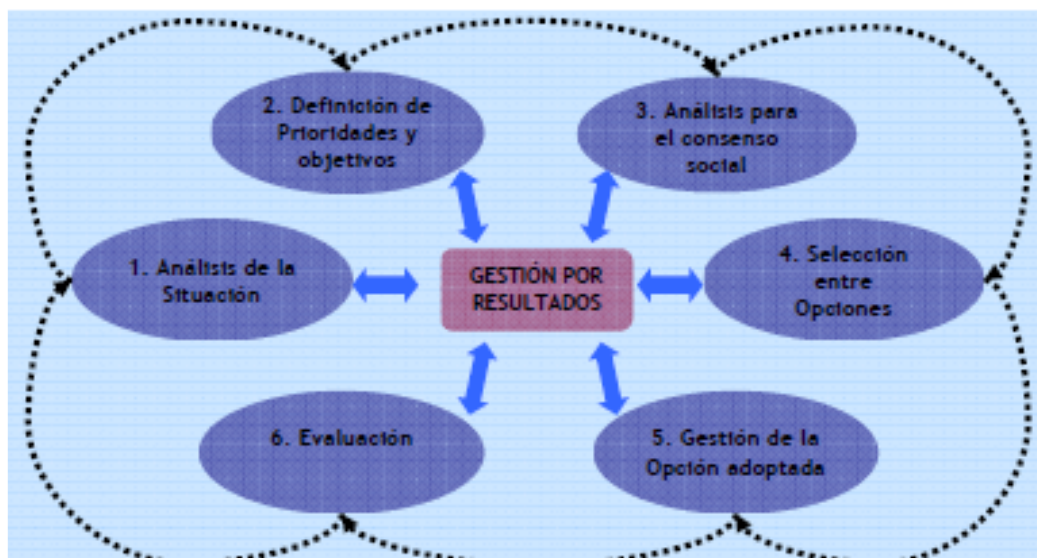 2. Definición de
Prioridades y
objetivos
3. Análisis para
el consenso
social
1. Análisis de la
Situación
GESTIÓN POR
RESULTADOS
4. Selección
entre
Opciones
6. Evaluación
5. Gestión de la
Opción adoptada